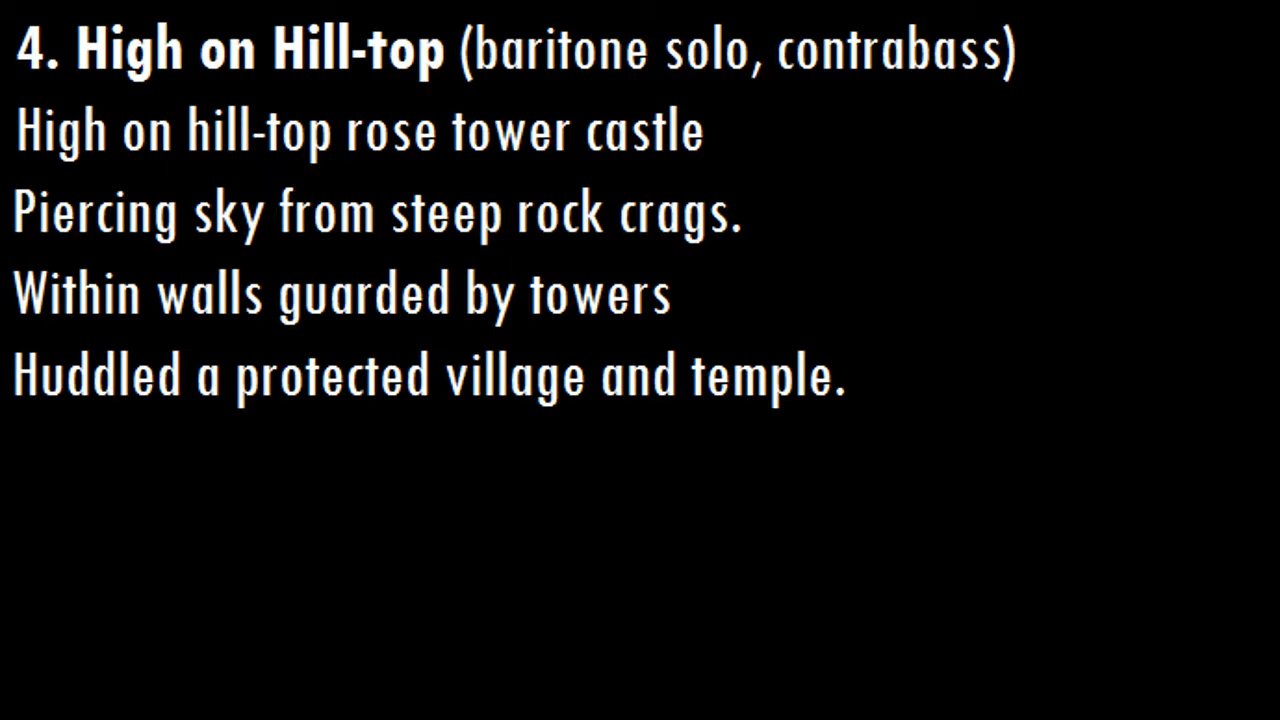 4. High on Hill-top (baritone solo, contrabass)
High on hill-top rose tower castle
Piercing sky from steep rock crags.
Within walls guarded by towers
Huddled a protected village and temple.